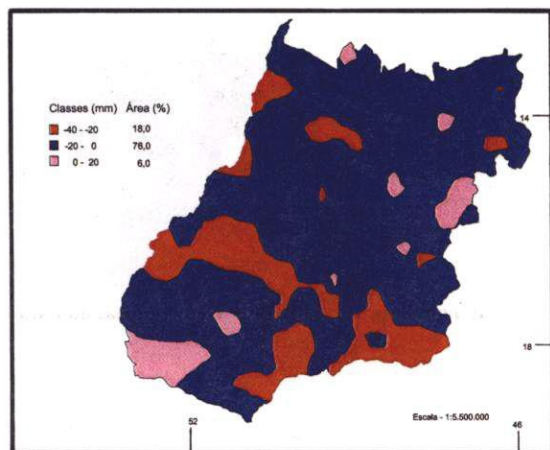 Classes (mm) Área (%)
-40 - -20 18,0
-20 - 0 76,0
0 - 20 6,0
14
18
Escala - 1:5.500.000
52
46